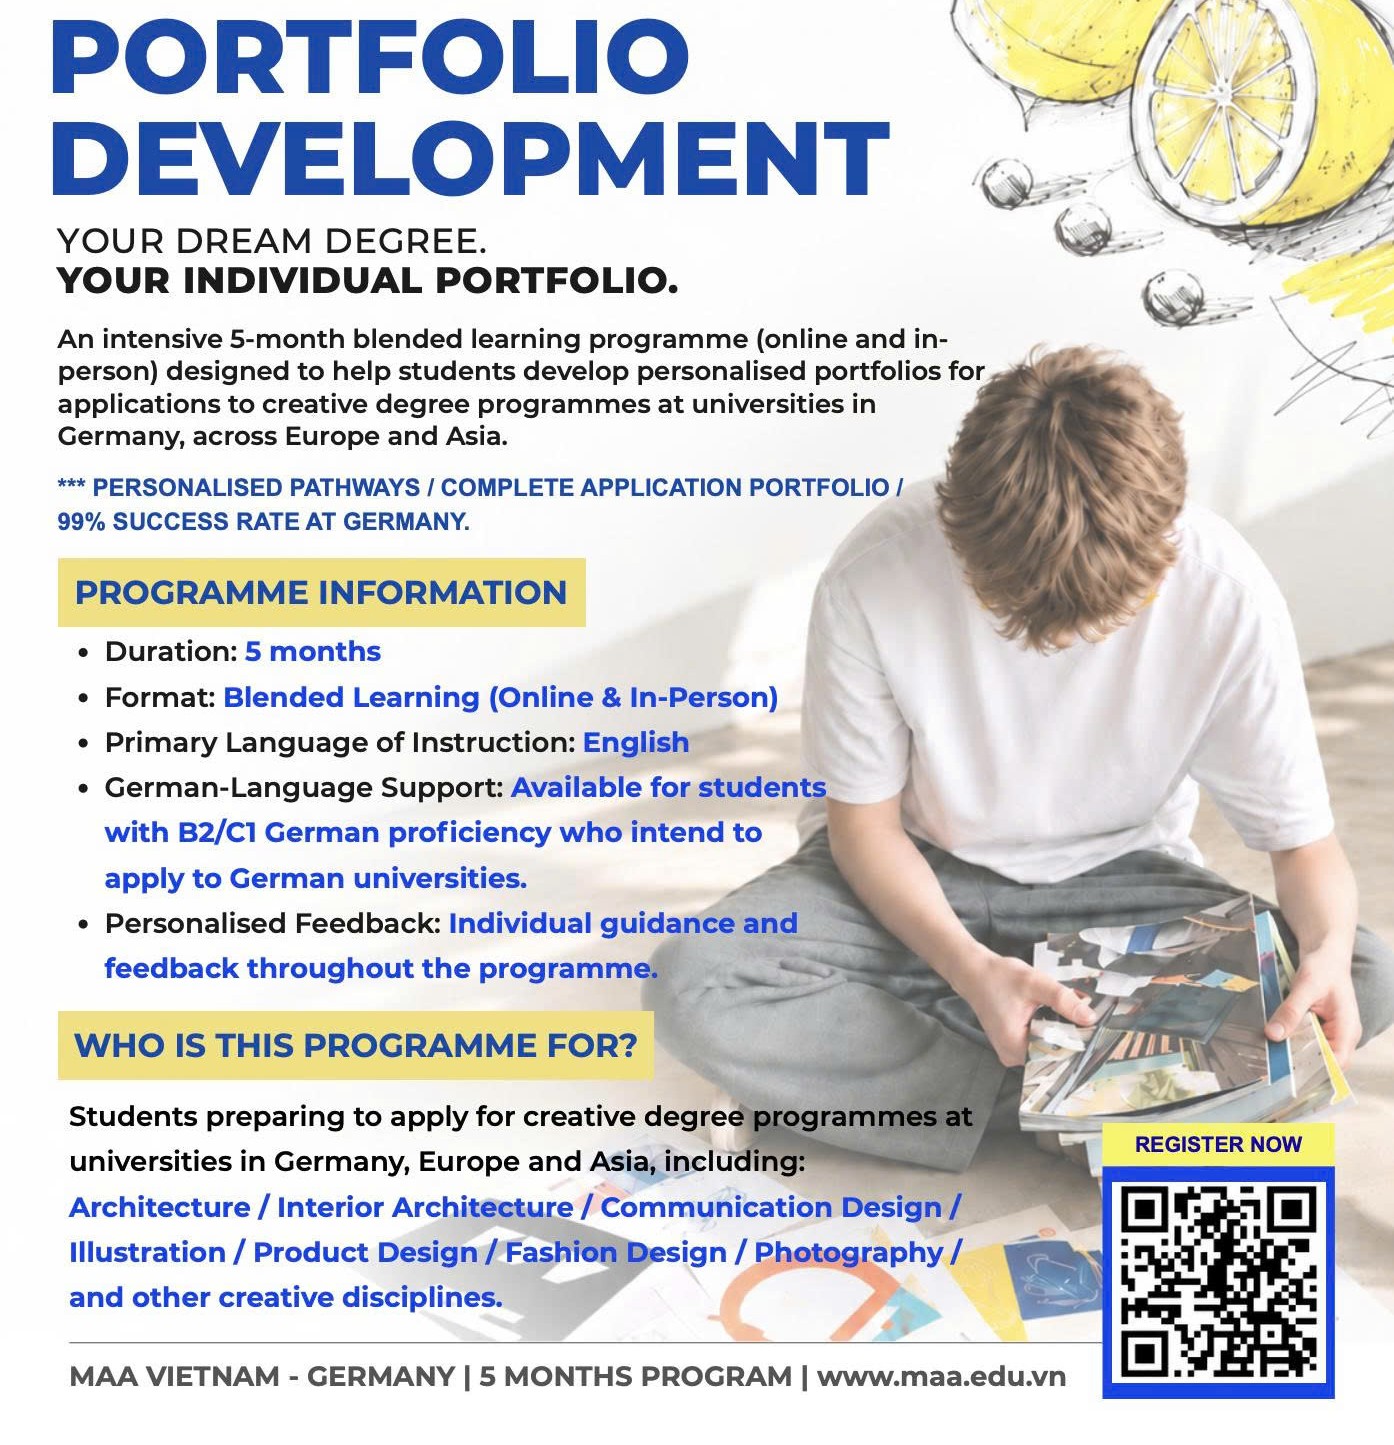 PORTFOLIO
DEVELOPMENT
YOUR DREAM DEGREE.
YOUR INDIVIDUAL PORTFOLIO.
An intensive 5-month blended learning programme (online and in-
person) designed to help students develop personalised portfolios for
applications to creative degree programmes at universities in
Germany, across Europe and Asia.
*** PERSONALISED PATHWAYS / COMPLETE APPLICATION PORTFOLIO /
99% SUCCESS RATE AT GERMANY.
PROGRAMME INFORMATION
• Duration: 5 months
• Format: Blended Learning (Online & In-Person)
• Primary Language of Instruction: English
• German-Language Support: Available for students
with B2/C1 German proficiency who intend to
apply to German universities.
• Personalised Feedback: Individual guidance and
feedback throughout the programme.
WHO IS THIS PROGRAMME FOR?
Students preparing to apply for creative degree programmes at
universities in Germany, Europe and Asia, including:
Architecture / Interior Architecture / Communication Design /
Illustration / Product Design / Fashion Design / Photography /
and other creative disciplines.
REGISTER NOW
MAA VIETNAM - GERMANY | 5 MONTHS PROGRAM | www.maa.edu.vn